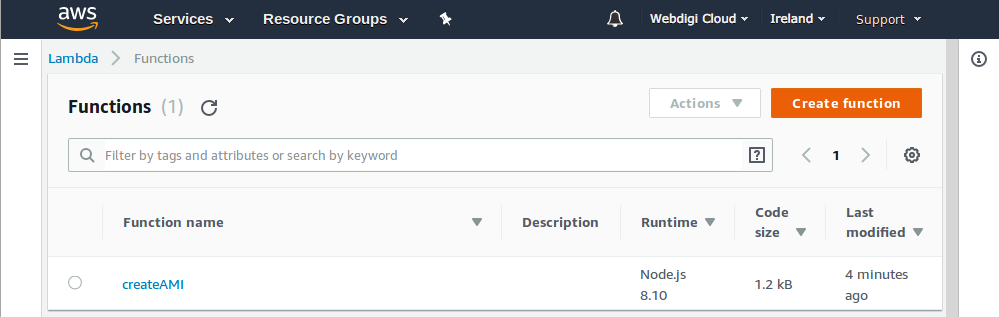 aws Services Resource Groups Webdigi Cloud Ireland Support
Lambda > Functions
Functions (1) Actions Create function
Filter by tags and attributes or search by keyword ? 1
Function name Description Runtime Code size Last modified
createAMI Node.js 8.10 1.2 kB 4 minutes ago